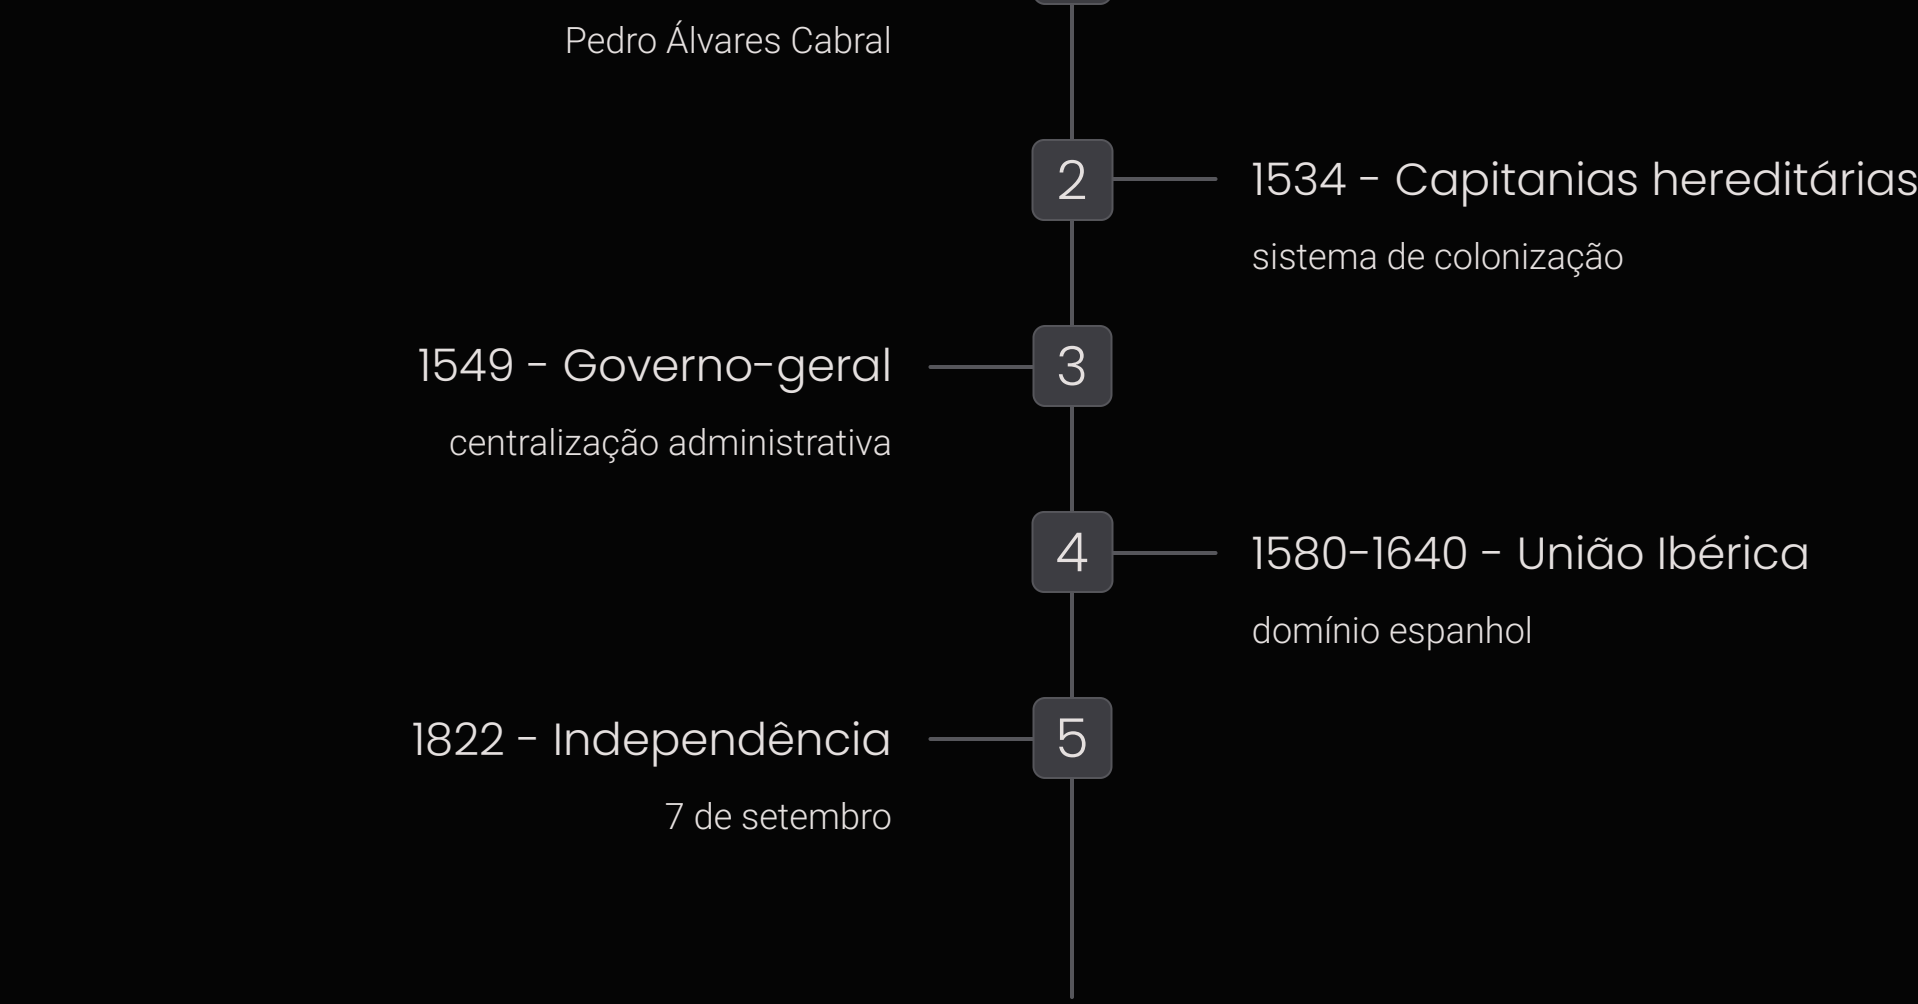 Pedro Álvares Cabral
2
1534 - Capitanias hereditárias
sistema de colonização
1549 - Governo-geral
3
centralização administrativa
4
1580-1640 - União Ibérica
domínio espanhol
1822 - Independência
5
7 de setembro